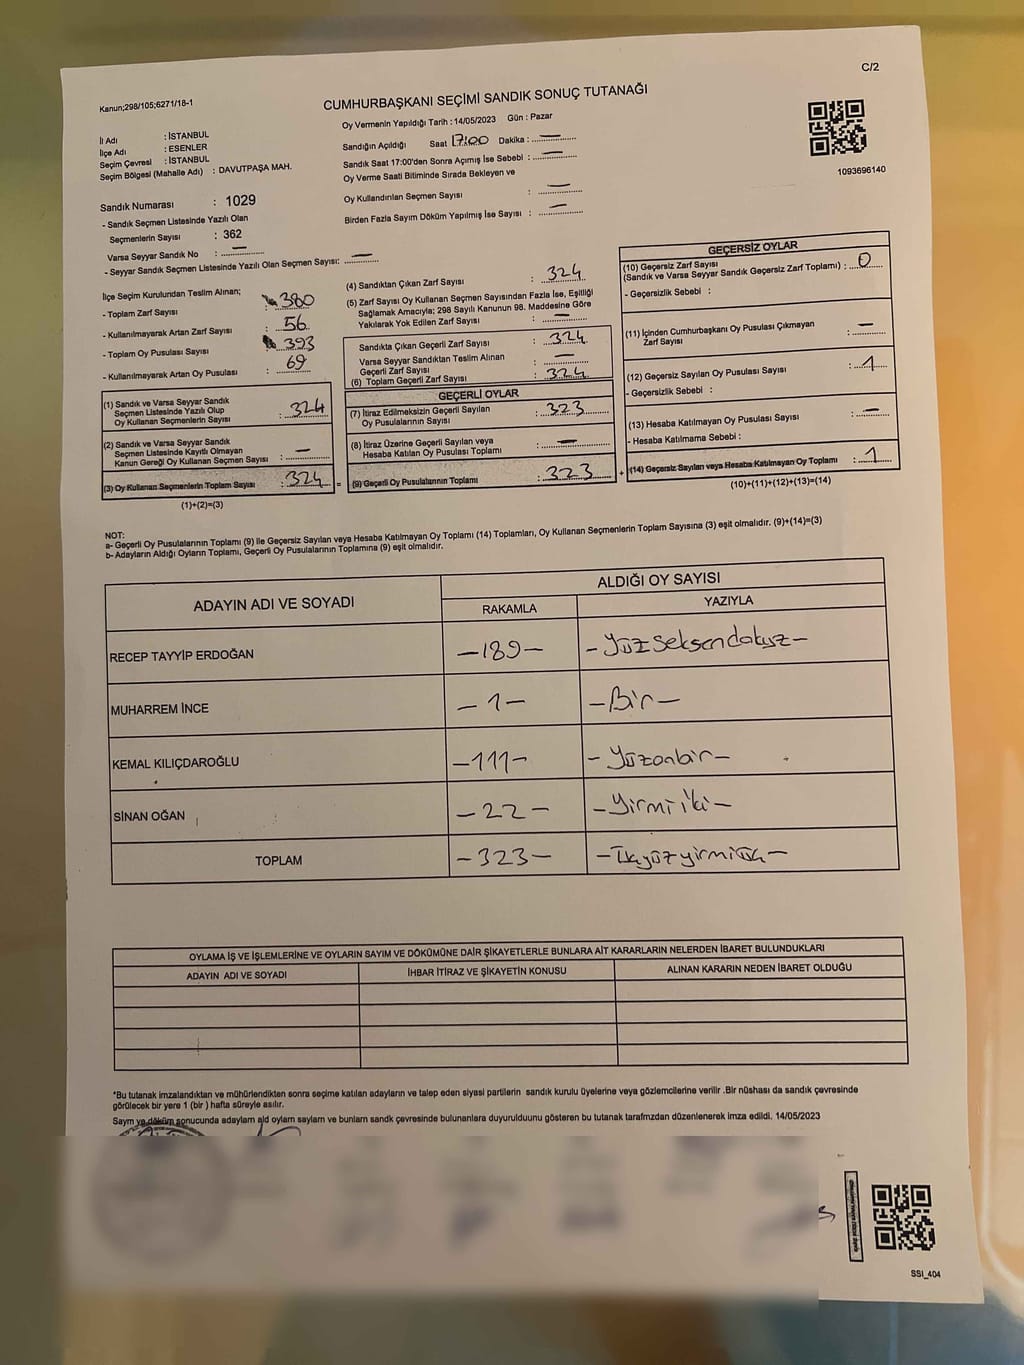 C/2
Kanun;298/105;6271/18-1
CUMHURBAŞKANI SEÇİMİ SANDIK SONUÇ TUTANAĞI
Oy Vermenin Yapıldığı Tarih : 14/05/2023 Gün : Pazar
İl Adı : İSTANBUL
İlçe Adı : ESENLER
Seçim Çevresi : İSTANBUL
Seçim Bölgesi (Mahalle Adı) : DAVUTPAŞA MAH.
Sandığın Açıldığı Saat 17:00 Dakika : —
Sandık Saat 17:00'den Sonra Açımış İse Sebebi : —
Oy Verme Saati Bitiminde Sırada Bekleyen ve
Oy Kullandırılan Seçmen Sayısı : —
Birden Fazla Sayım Döküm Yapılmış İse Sayısı : —
1093696140
Sandık Numarası : 1029
- Sandık Seçmen Listesinde Yazılı Olan
Seçmenlerin Sayısı : 362
Varsa Seyyar Sandık No : —
- Seyyar Sandık Seçmen Listesinde Yazılı Olan Seçmen Sayısı: —
İlçe Seçim Kurulundan Teslim Alınan;
- Toplam Zarf Sayısı : 380
- Kullanılmayarak Artan Zarf Sayısı : 56
- Toplam Oy Pusulası Sayısı : 393
- Kullanılmayarak Artan Oy Pusulası : 69
(1) Sandık ve Varsa Seyyar Sandık
Seçmen Listesinde Yazılı Olup
Oy Kullanan Seçmenlerin Sayısı : 324
(2) Sandık ve Varsa Seyyar Sandık
Seçmen Listesinde Kayıtlı Olmayan
Kanun Gereği Oy Kullanan Seçmen Sayısı : —
(3) Oy Kullanan Seçmenlerin Toplam Sayısı : 324 =
(1)+(2)=(3)
(4) Sandıktan Çıkan Zarf Sayısı : 324
(5) Zarf Sayısı Oy Kullanan Seçmen Sayısından Fazla İse, Eşitliği
Sağlamak Amacıyla; 298 Sayılı Kanunun 98. Maddesine Göre
Yakılarak Yok Edilen Zarf Sayısı : —
Sandıkta Çıkan Geçerli Zarf Sayısı : 324
Varsa Seyyar Sandıktan Teslim Alınan
Geçerli Zarf Sayısı : —
(6) Toplam Geçerli Zarf Sayısı : 324
GEÇERLİ OYLAR
(7) İtiraz Edilmeksizin Geçerli Sayılan
Oy Pusulasının Sayısı : 323
(8) İtiraz Üzerine Geçerli Sayılan veya
Hesaba Katılan Oy Pusulası Toplamı : —
(9) Geçerli Oy Pusulalarının Toplamı : 323 +
GEÇERSİZ OYLAR
(10) Geçersiz Zarf Sayısı
(Sandık ve Varsa Seyyar Sandık Geçersiz Zarf Toplamı) : 0
- Geçersizlik Sebebi :
(11) İçinden Cumhurbaşkanı Oy Pusulası Çıkmayan
Zarf Sayısı : —
(12) Geçersiz Sayılan Oy Pusulası Sayısı : 1
- Geçersizlik Sebebi :
(13) Hesaba Katılmayan Oy Pusulası Sayısı : —
- Hesaba Katılmama Sebebi :
(14) Geçersiz Sayılan veya Hesaba Katılmayan Oy Toplamı : 1
(10)+(11)+(12)+(13)=(14)
NOT:
a- Geçerli Oy Pusulalarının Toplamı (9) ile Geçersiz Sayılan veya Hesaba Katılmayan Oy Toplamı (14) Toplamları, Oy Kullanan Seçmenlerin Toplam Sayısına (3) eşit olmalıdır. (9)+(14)=(3)
b- Adayların Aldığı Oyların Toplamı, Geçerli Oy Pusulalarının Toplamına (9) eşit olmalıdır.
ADAYIN ADI VE SOYADI
ALDIĞI OY SAYISI
RAKAMLA YAZIYLA
RECEP TAYYİP ERDOĞAN —189— —Yüz seksen dokuz—
MUHARREM İNCE —1— —Bir—
KEMAL KILIÇDAROĞLU —111— —Yüzonbir—
SİNAN OĞAN —22— —Yirmi iki—
TOPLAM —323—
OYLAMA İŞ VE İŞLEMLERİNE VE OYLARIN SAYIM VE DÖKÜMÜNE DAİR ŞİKAYETLERLE BUNLARA AİT KARARLARIN NELERDEN İBARET BULUNDUKLARI
ADAYIN ADI VE SOYADI İHBAR İTİRAZ VE ŞİKAYETİN KONUSU ALINAN KARARIN NEDEN İBARET OLDUĞU
*Bu tutanak imzalandıktan ve mühürlendikten sonra seçime katılan adayların ve talep eden siyasi partilerin sandık kurulu üyelerine veya gözlemcilerine verilir .Bir nüshası da sandık çevresinde
görülecek bir yere 1 (bir ) hafta süreyle asılır.
Sayım ve döküm sonucunda adaylam ald oylam saylam ve bunlam sandk çevresinde bulunanlara duyurulduunu gösteren bu tutanak tarafmzdan düzenlenerek imza edildi. 14/05/2023
SSI_404